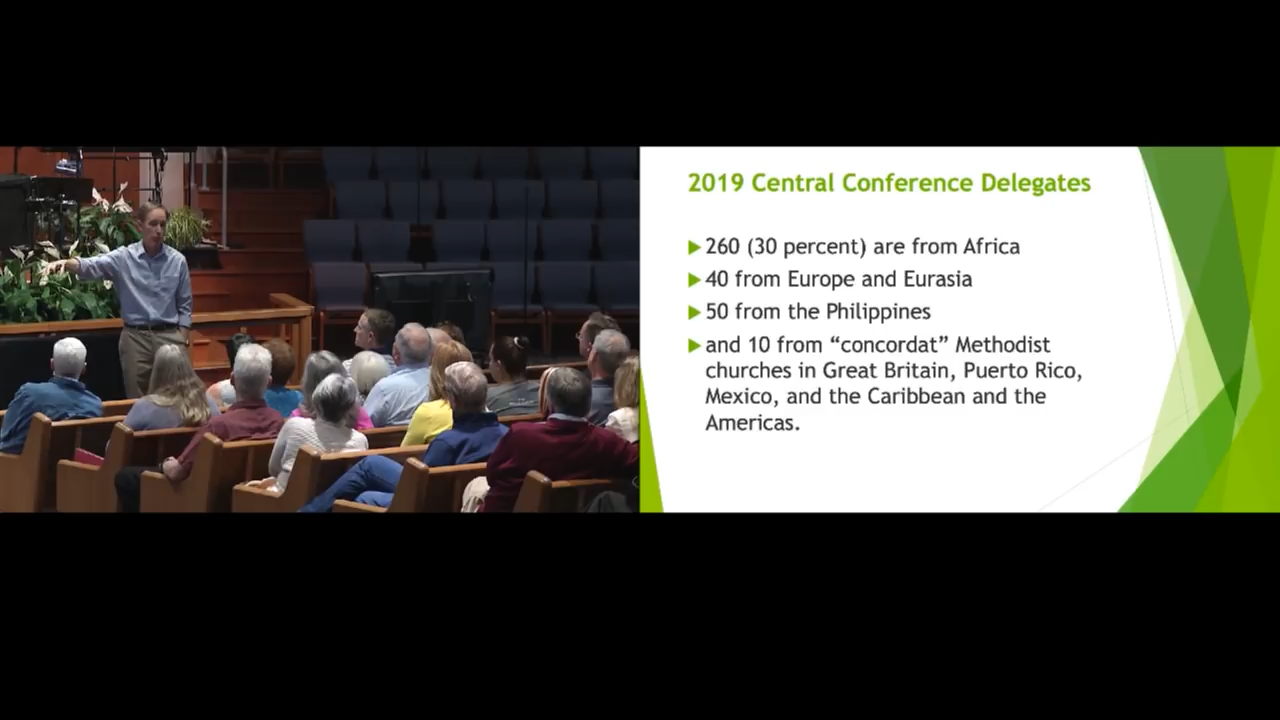 2019 Central Conference Delegates
260 (30 percent) are from Africa
40 from Europe and Eurasia
50 from the Philippines
and 10 from “concordat” Methodist
churches in Great Britain, Puerto Rico,
Mexico, and the Caribbean and the
Americas.